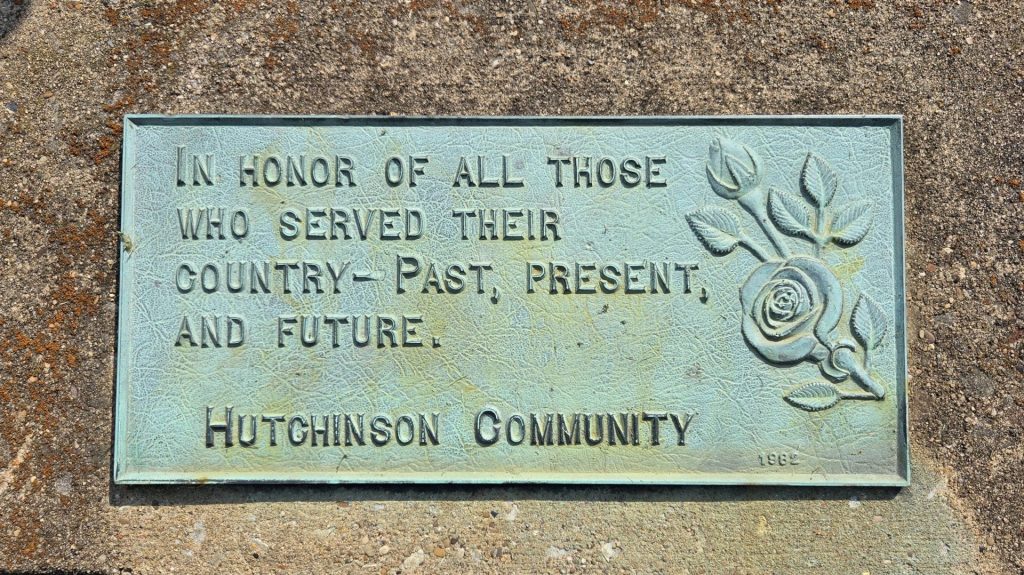 In honor of all those
who served their
country–Past, present,
and future.
Hutchinson Community
1982